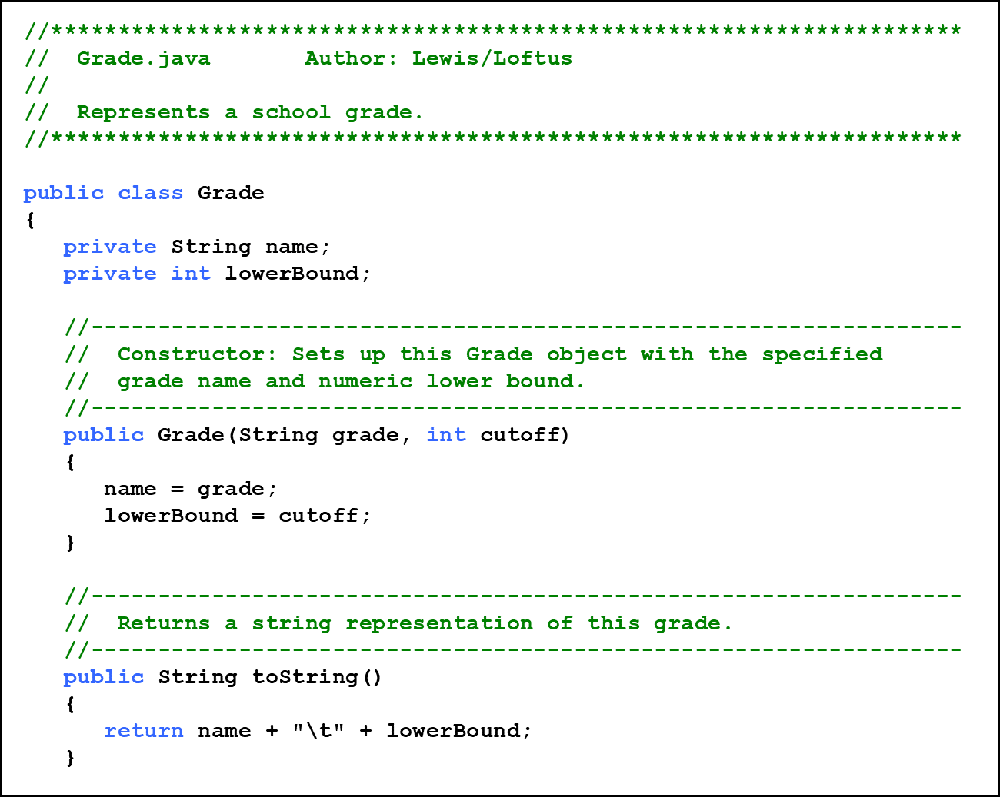 //********************************************************************
//  Grade.java       Author: Lewis/Loftus
//
//  Represents a school grade.
//********************************************************************

public class Grade
{
   private String name;
   private int lowerBound;

   //-----------------------------------------------------------------
   //  Constructor: Sets up this Grade object with the specified
   //  grade name and numeric lower bound.
   //-----------------------------------------------------------------
   public Grade(String grade, int cutoff)
   {
      name = grade;
      lowerBound = cutoff;
   }

   //-----------------------------------------------------------------
   //  Returns a string representation of this grade.
   //-----------------------------------------------------------------
   public String toString()
   {
      return name + "\t" + lowerBound;
   }